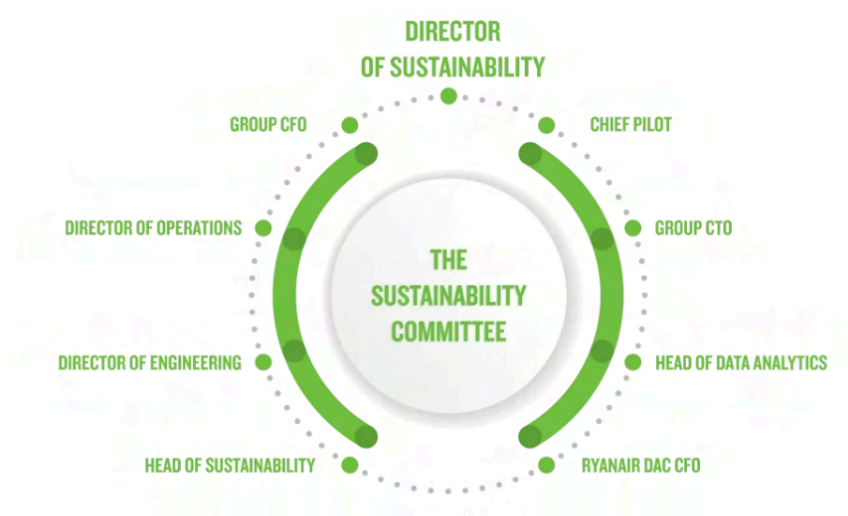 DIRECTOR
OF SUSTAINABILITY
GROUP CFO
CHIEF PILOT
DIRECTOR OF OPERATIONS
GROUP CTO
THE
SUSTAINABILITY
COMMITTEE
DIRECTOR OF ENGINEERING
HEAD OF DATA ANALYTICS
HEAD OF SUSTAINABILITY
RYANAIR DAC CFO